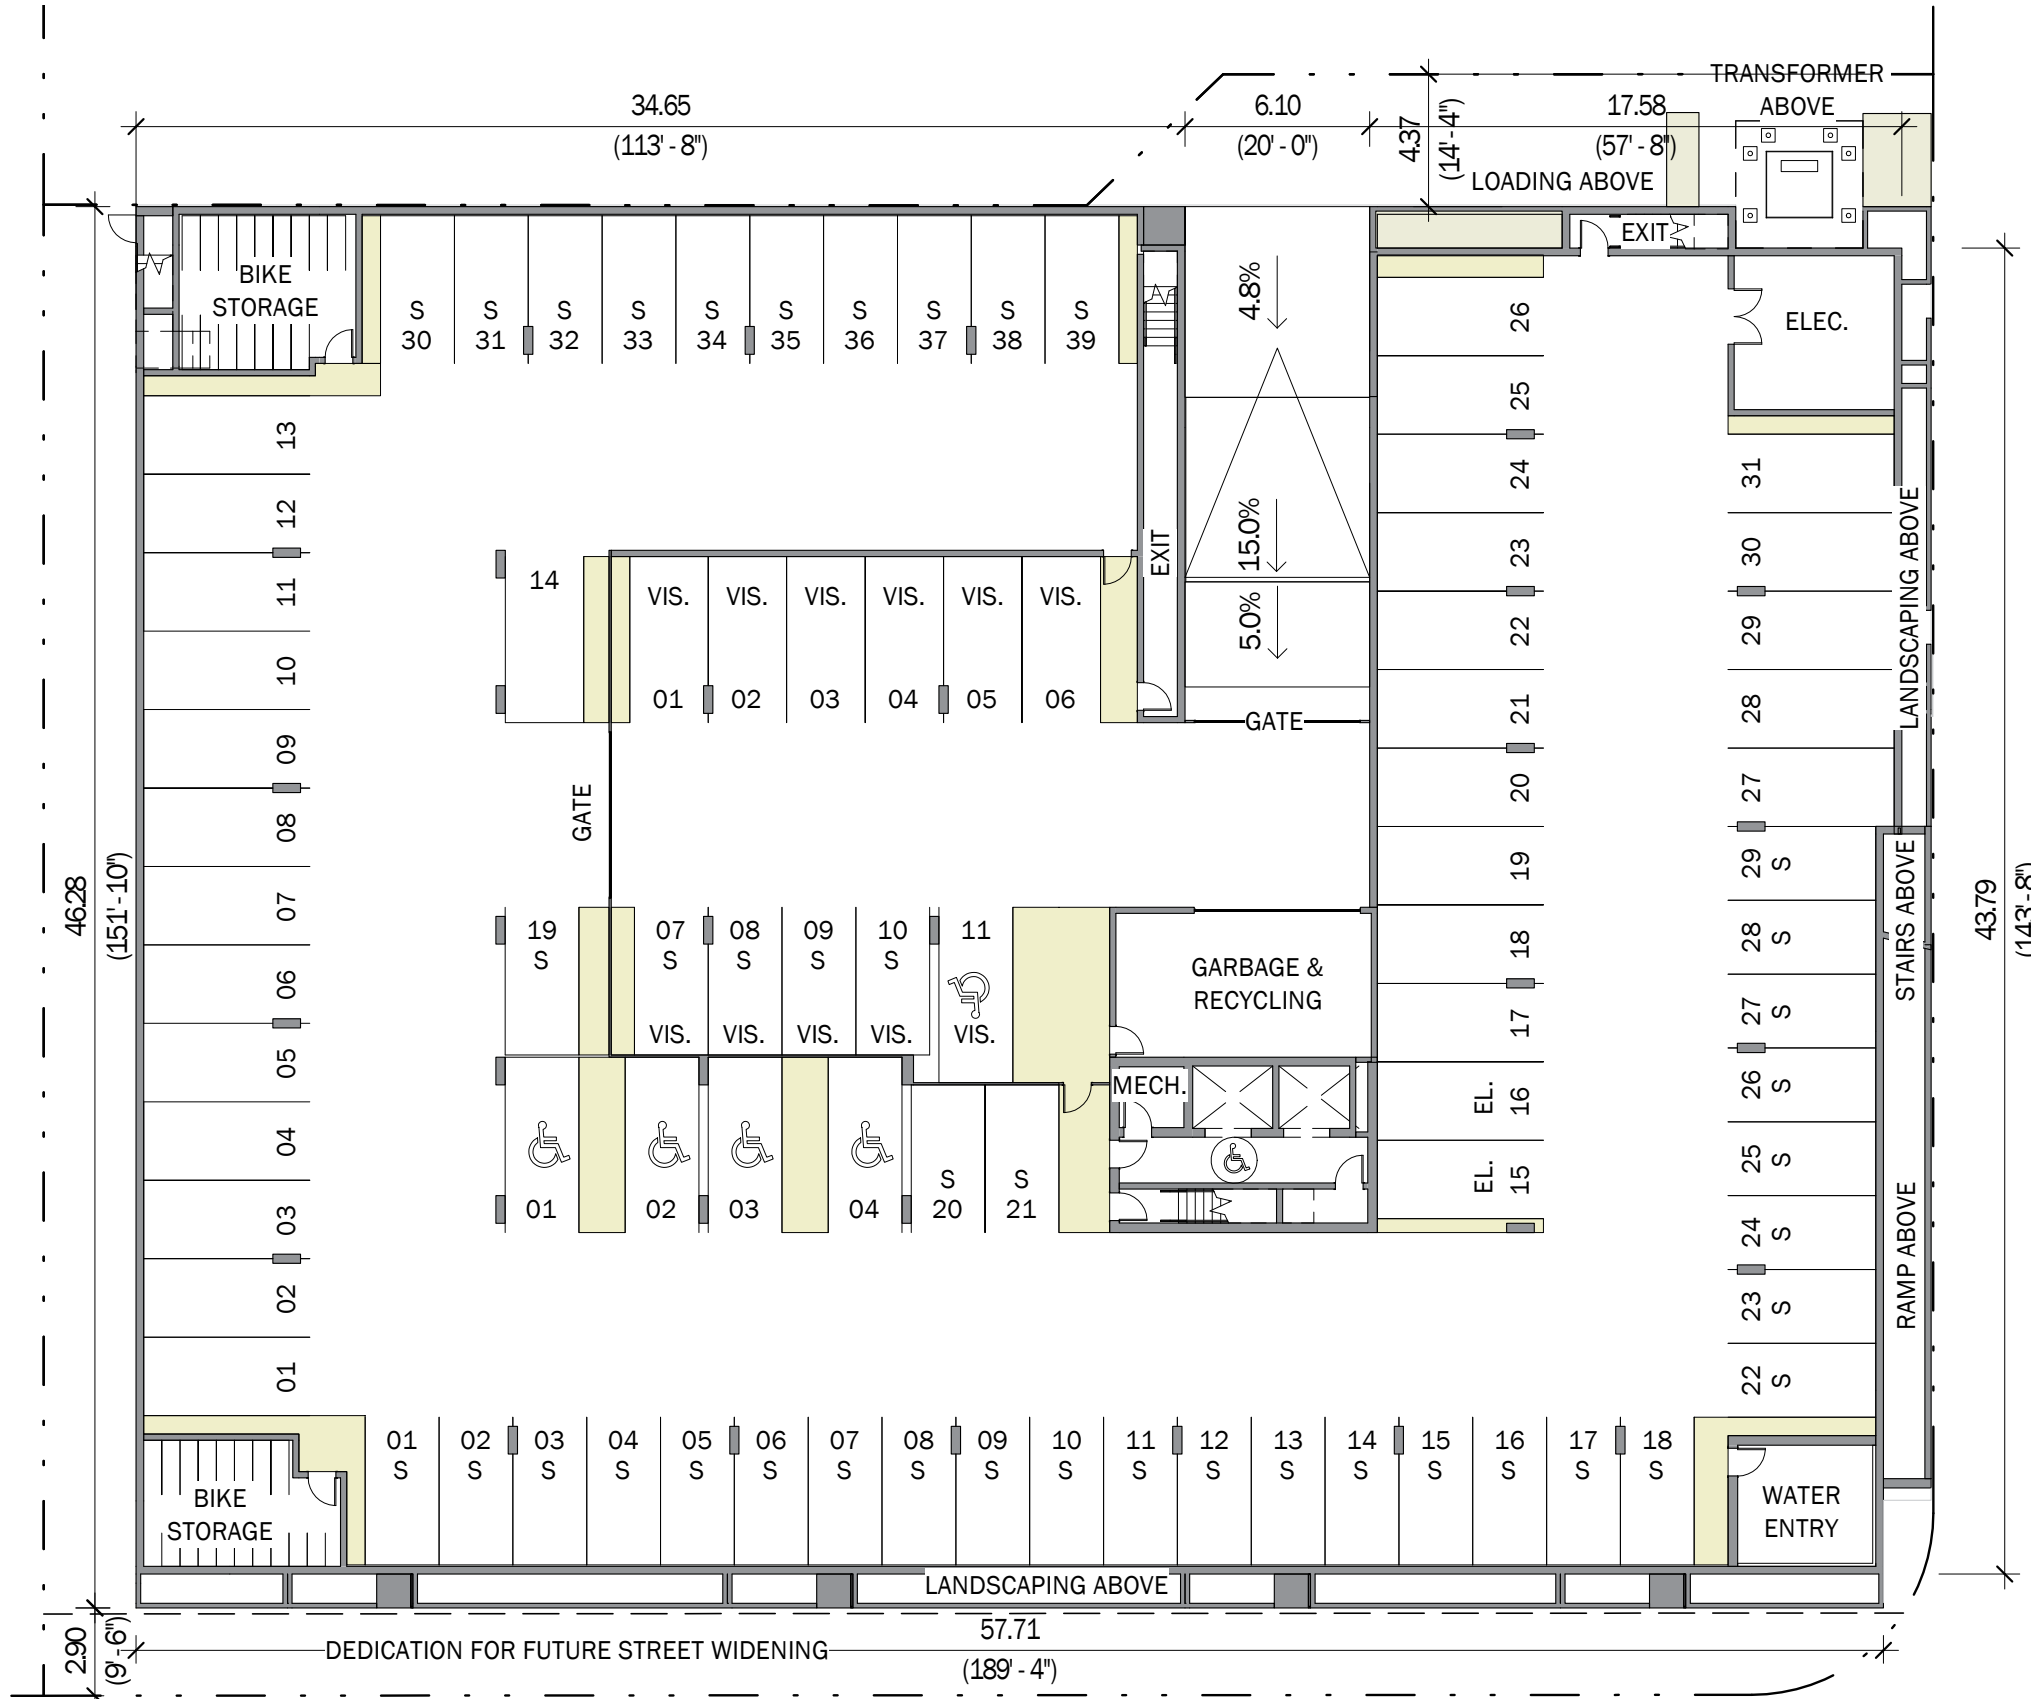 TRANSFORMER
ABOVE
34.65
(113' - 8")
6.10
(20' - 0")
4.37
(14' - 4")
17.58
(57' - 8")
LOADING ABOVE
EXIT
BIKE
STORAGE
S
30
S
31
S
32
S
33
S
34
S
35
S
36
S
37
S
38
S
39
4.8%
15.0%
5.0%
EXIT
GATE
26
25
24
23
22
21
20
19
18
17
EL.
16
EL.
15
ELEC.
31
30
29
28
27
29 S
28 S
27 S
26 S
25 S
24 S
23 S
22 S
LANDSCAPING ABOVE
STAIRS ABOVE
RAMP ABOVE
43.79
(143' - 8")
46.28
(151' - 10")
13
12
11
10
09
08
07
06
05
04
03
02
01
14
VIS.
01
VIS.
02
VIS.
03
VIS.
04
VIS.
05
VIS.
06
GATE
19
S
07
S
VIS.
08
S
VIS.
09
S
VIS.
10
S
VIS.
11
VIS.
GARBAGE &
RECYCLING
MECH.
01
02
03
04
S
20
S
21
01
S
02
S
03
S
04
S
05
S
06
S
07
S
08
S
09
S
10
S
11
S
12
S
13
S
14
S
15
S
16
S
17
S
18
S
BIKE
STORAGE
WATER
ENTRY
LANDSCAPING ABOVE
2.90
(9' - 6")
DEDICATION FOR FUTURE STREET WIDENING
57.71
(189' - 4")